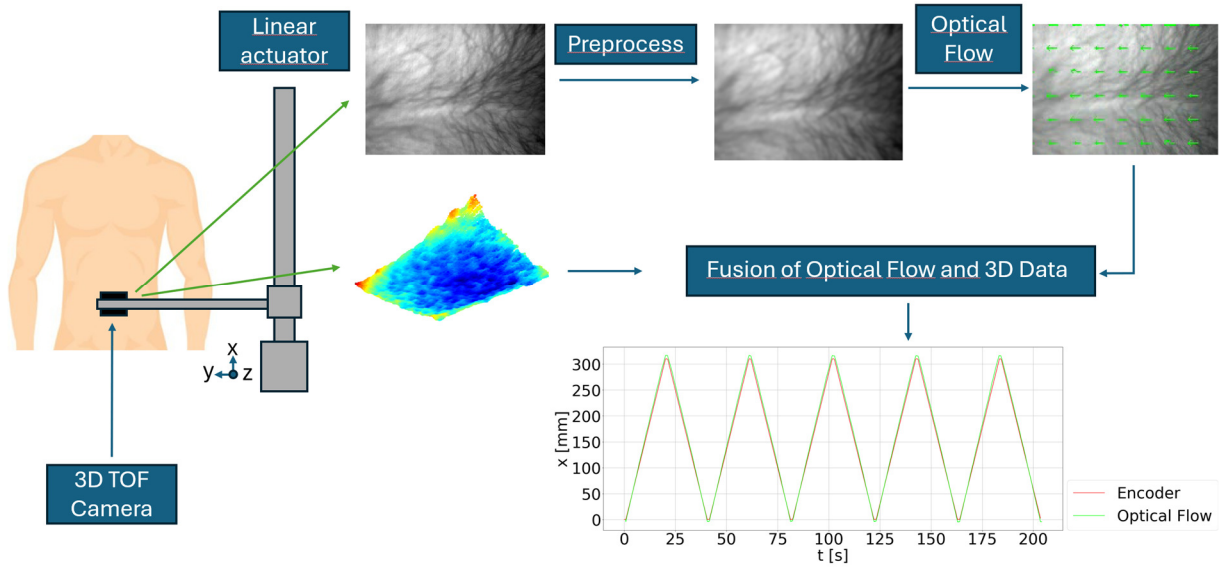 Linear
actuator
Preprocess
Optical
Flow
Fusion of Optical Flow and 3D Data
x
y
z
3D TOF
Camera
x [mm]
300
250
200
150
100
50
0
0 25 50 75 100 125 150 175 200
t [s]
Encoder
Optical Flow